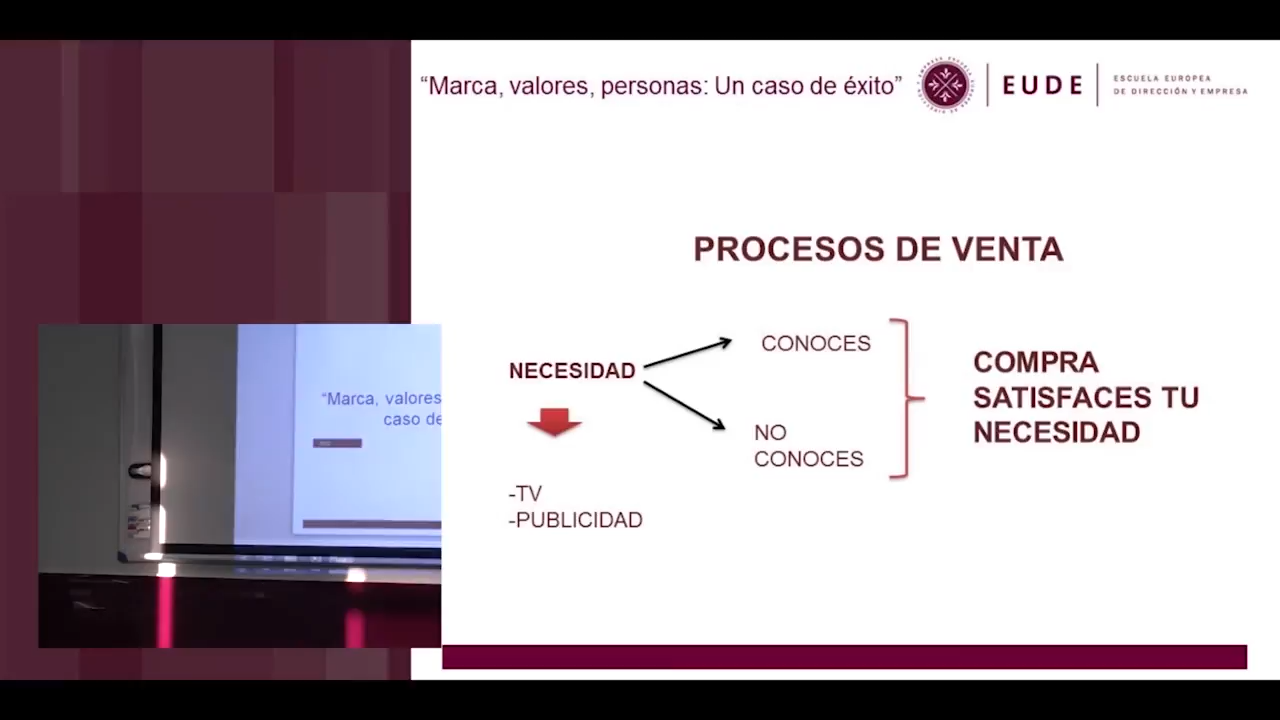 “Marca, valores, personas: Un caso de éxito”
EUDE
ESCUELA EUROPEA
DE DIRECCIÓN Y EMPRESA
PROCESOS DE VENTA
NECESIDAD
CONOCES
NO
CONOCES
COMPRA
SATISFACES TU
NECESIDAD
-TV
-PUBLICIDAD
“Marca, valores
caso de